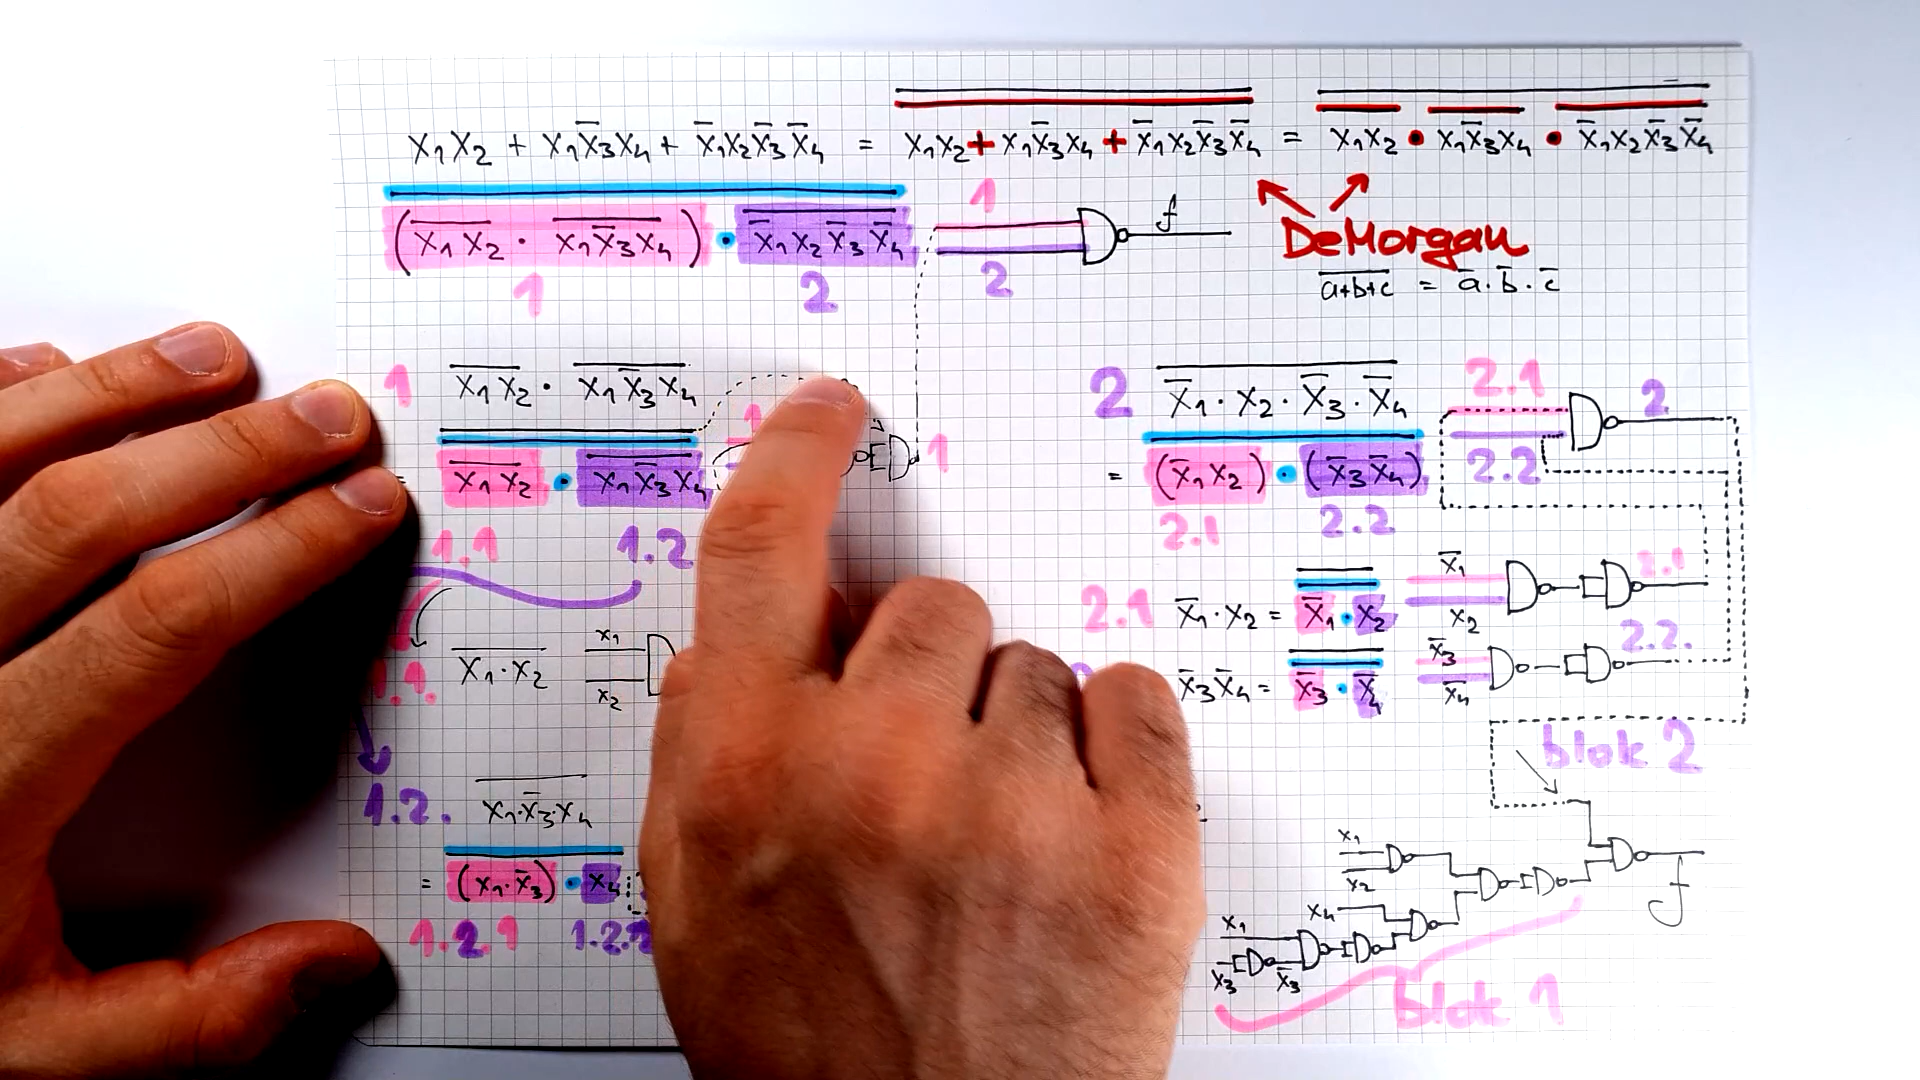 x₁x₂ + x₁x̅₃x₄ + x̅₁x₂x̅₃x̅₄ = x₁x₂ + x₁x̅₃x₄ + x̅₁x₂x̅₃x̅₄ = x₁x₂ • x₁x̅₃x₄ • x̅₁x₂x̅₃x̅₄
(x₁x₂ · x₁x̅₃x₄) • x̅₁x₂x̅₃x̅₄
1 2
1 2 f
DeMorgan
a+b+c = a̅ · b̅ · c̅
1 x₁x₂ · x₁x̅₃x₄
= x₁x₂ • x₁x̅₃x₄
1.1 1.2
1
1.1. x₁·x₂ x₁ x₂
1.2. x₁·x̅₃·x₄
= (x₁·x̅₃) • x₄
1.2.1 1.2.2
2 x̅₁ · x₂ · x̅₃ · x̅₄
= (x̅₁x₂) • (x̅₃x̅₄)
2.1 2.2
2.1 2.2 2
2.1 x̅₁ · x₂ = x̅₁ • x₂ x̅₁ x₂ 2.1
x̅₃x̅₄ = x̅₃ • x̅₄ x̅₃ x̅₄ 2.2.
blok 2
x₁ x₂
x₄
x₁
x₃ x̅₃
f
blok 1